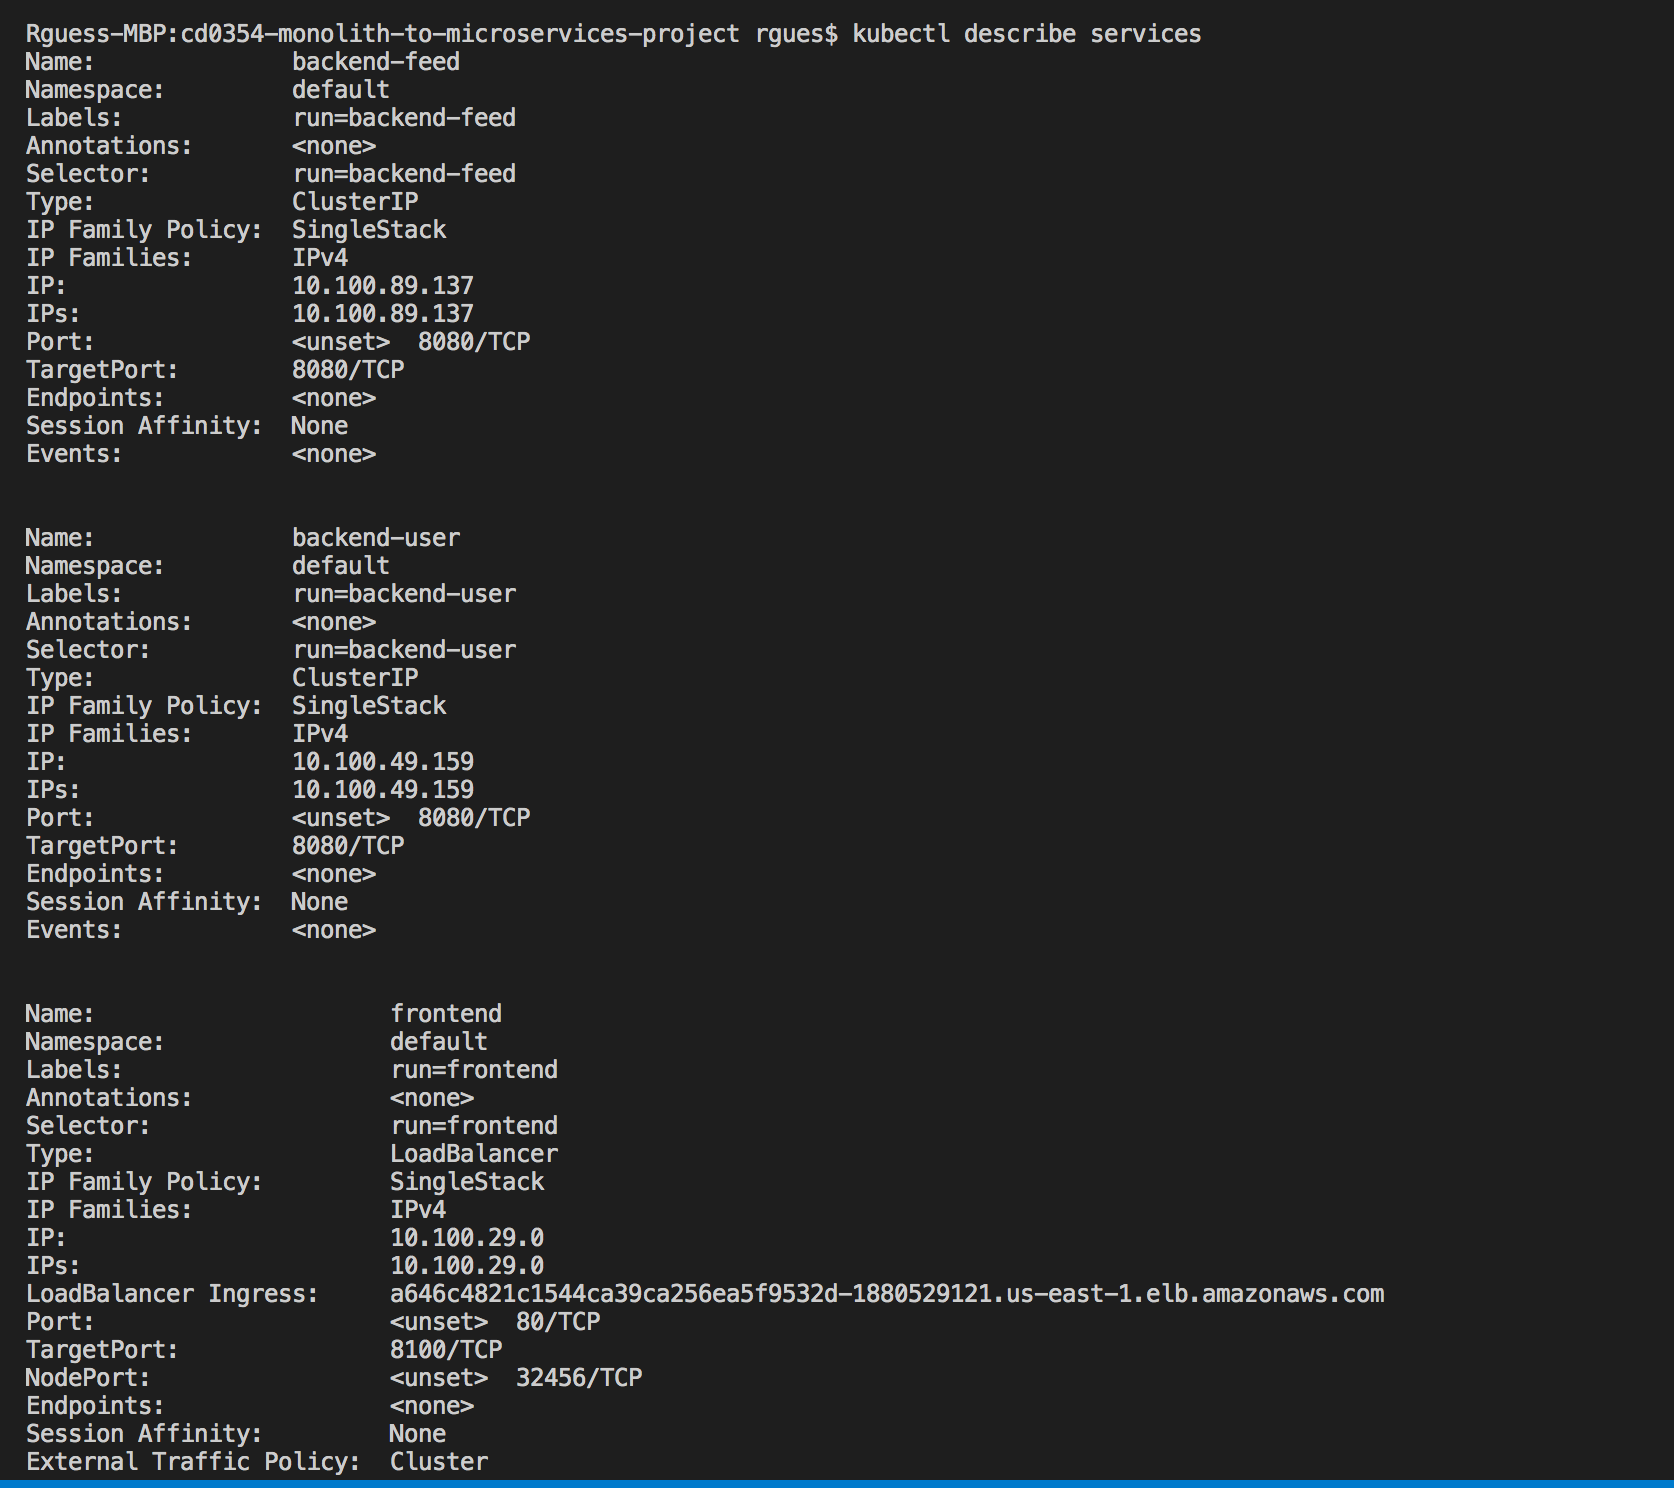 Rguess-MBP:cd0354-monolith-to-microservices-project rgues$ kubectl describe services
Name:              backend-feed
Namespace:         default
Labels:            run=backend-feed
Annotations:       <none>
Selector:          run=backend-feed
Type:              ClusterIP
IP Family Policy:  SingleStack
IP Families:       IPv4
IP:                10.100.89.137
IPs:               10.100.89.137
Port:              <unset>  8080/TCP
TargetPort:        8080/TCP
Endpoints:         <none>
Session Affinity:  None
Events:            <none>
Name:              backend-user
Namespace:         default
Labels:            run=backend-user
Annotations:       <none>
Selector:          run=backend-user
Type:              ClusterIP
IP Family Policy:  SingleStack
IP Families:       IPv4
IP:                10.100.49.159
IPs:               10.100.49.159
Port:              <unset>  8080/TCP
TargetPort:        8080/TCP
Endpoints:         <none>
Session Affinity:  None
Events:            <none>
Name:                     frontend
Namespace:                default
Labels:                   run=frontend
Annotations:              <none>
Selector:                 run=frontend
Type:                     LoadBalancer
IP Family Policy:         SingleStack
IP Families:              IPv4
IP:                       10.100.29.0
IPs:                      10.100.29.0
LoadBalancer Ingress:     a646c4821c1544ca39ca256ea5f9532d-1880529121.us-east-1.elb.amazonaws.com
Port:                     <unset>  80/TCP
TargetPort:               8100/TCP
NodePort:                 <unset>  32456/TCP
Endpoints:                <none>
Session Affinity:         None
External Traffic Policy:  Cluster